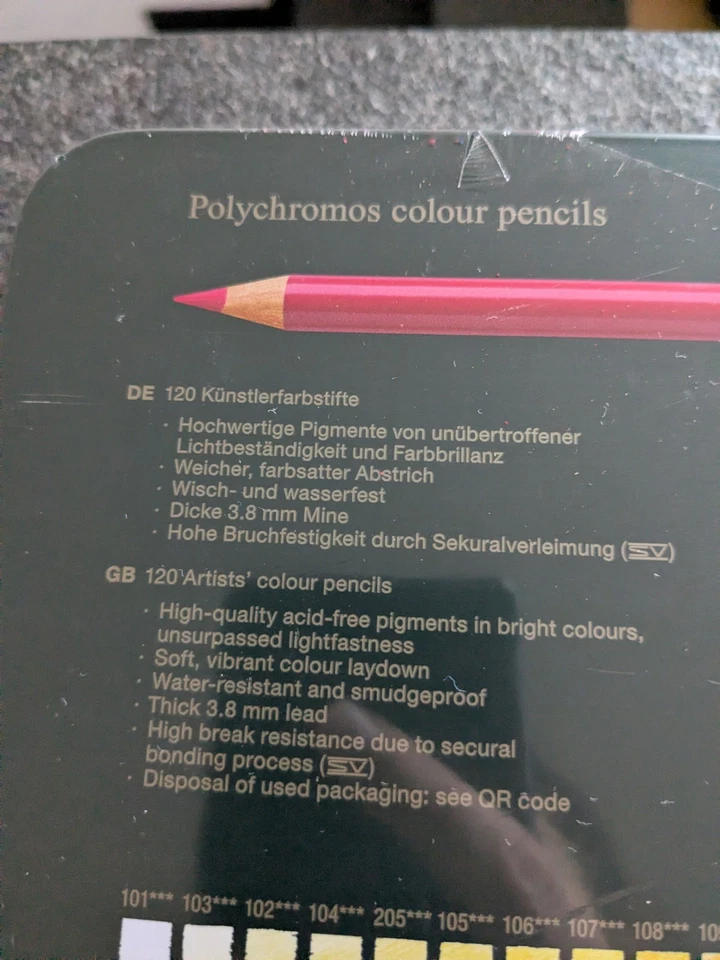 Polychromos colour pencils
DE 120 Künstlerfarbstifte
· Hochwertige Pigmente von unübertroffener
Lichtbeständigkeit und Farbbrillanz
· Weicher, farbsatter Abstrich
· Wisch- und wasserfest
· Dicke 3.8 mm Mine
· Hohe Bruchfestigkeit durch Sekuralverleimung (SV)
GB 120 Artists' colour pencils
· High-quality acid-free pigments in bright colours,
unsurpassed lightfastness
· Soft, vibrant colour laydown
· Water-resistant and smudgeproof
· Thick 3.8 mm lead
· High break resistance due to secural
bonding process (SV)
· Disposal of used packaging: see QR code
101*** 103*** 102*** 104*** 205*** 105*** 106*** 107*** 108***